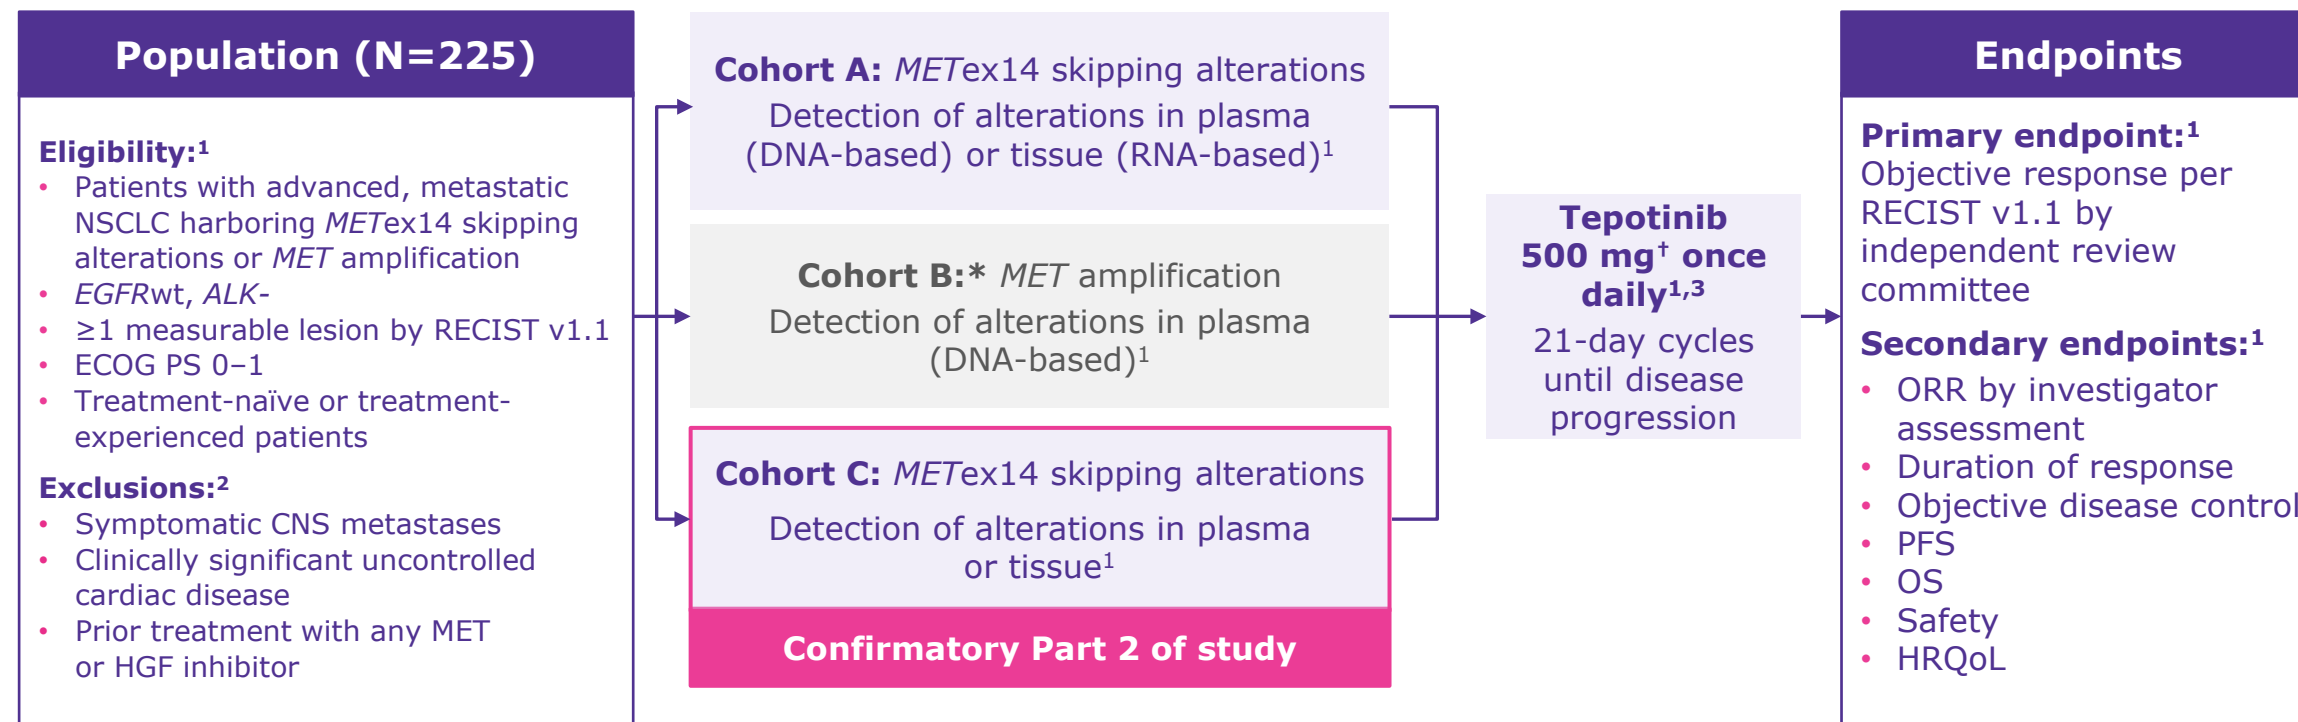 Population (N=225)
Eligibility:¹
• Patients with advanced, metastatic
NSCLC harboring METex14 skipping
alterations or MET amplification
• EGFRwt, ALK-
• ≥1 measurable lesion by RECIST v1.1
• ECOG PS 0–1
• Treatment-naïve or treatment-
experienced patients
Exclusions:²
• Symptomatic CNS metastases
• Clinically significant uncontrolled
cardiac disease
• Prior treatment with any MET
or HGF inhibitor
Cohort A: METex14 skipping alterations
Detection of alterations in plasma
(DNA-based) or tissue (RNA-based)¹
Cohort B:* MET amplification
Detection of alterations in plasma
(DNA-based)¹
Cohort C: METex14 skipping alterations
Detection of alterations in plasma
or tissue¹
Confirmatory Part 2 of study
Tepotinib
500 mg† once
daily¹,³
21-day cycles
until disease
progression
Endpoints
Primary endpoint:¹
Objective response per
RECIST v1.1 by
independent review
committee
Secondary endpoints:¹
• ORR by investigator
assessment
• Duration of response
• Objective disease control
• PFS
• OS
• Safety
• HRQoL